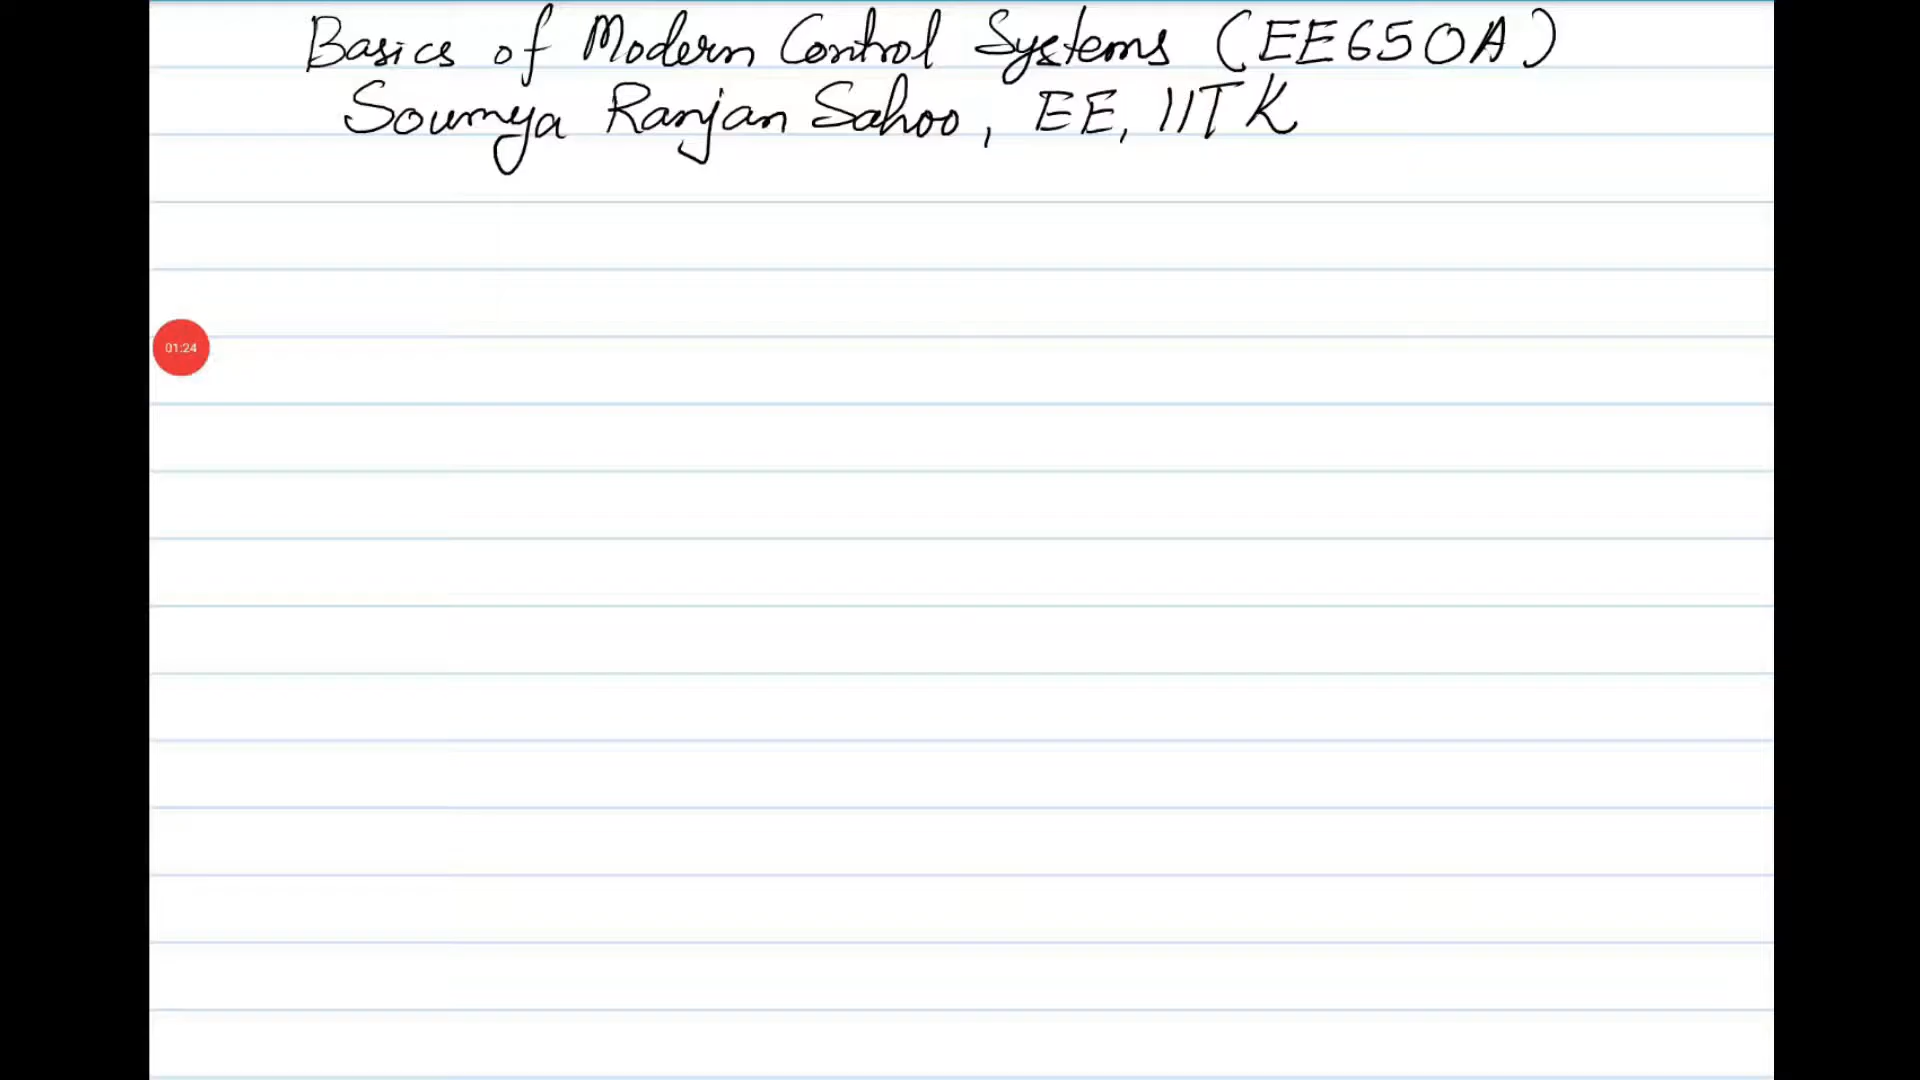 Basics of Modern Control Systems (EE650A)
Soumya Ranjan Sahoo, EE, IITK
01:24